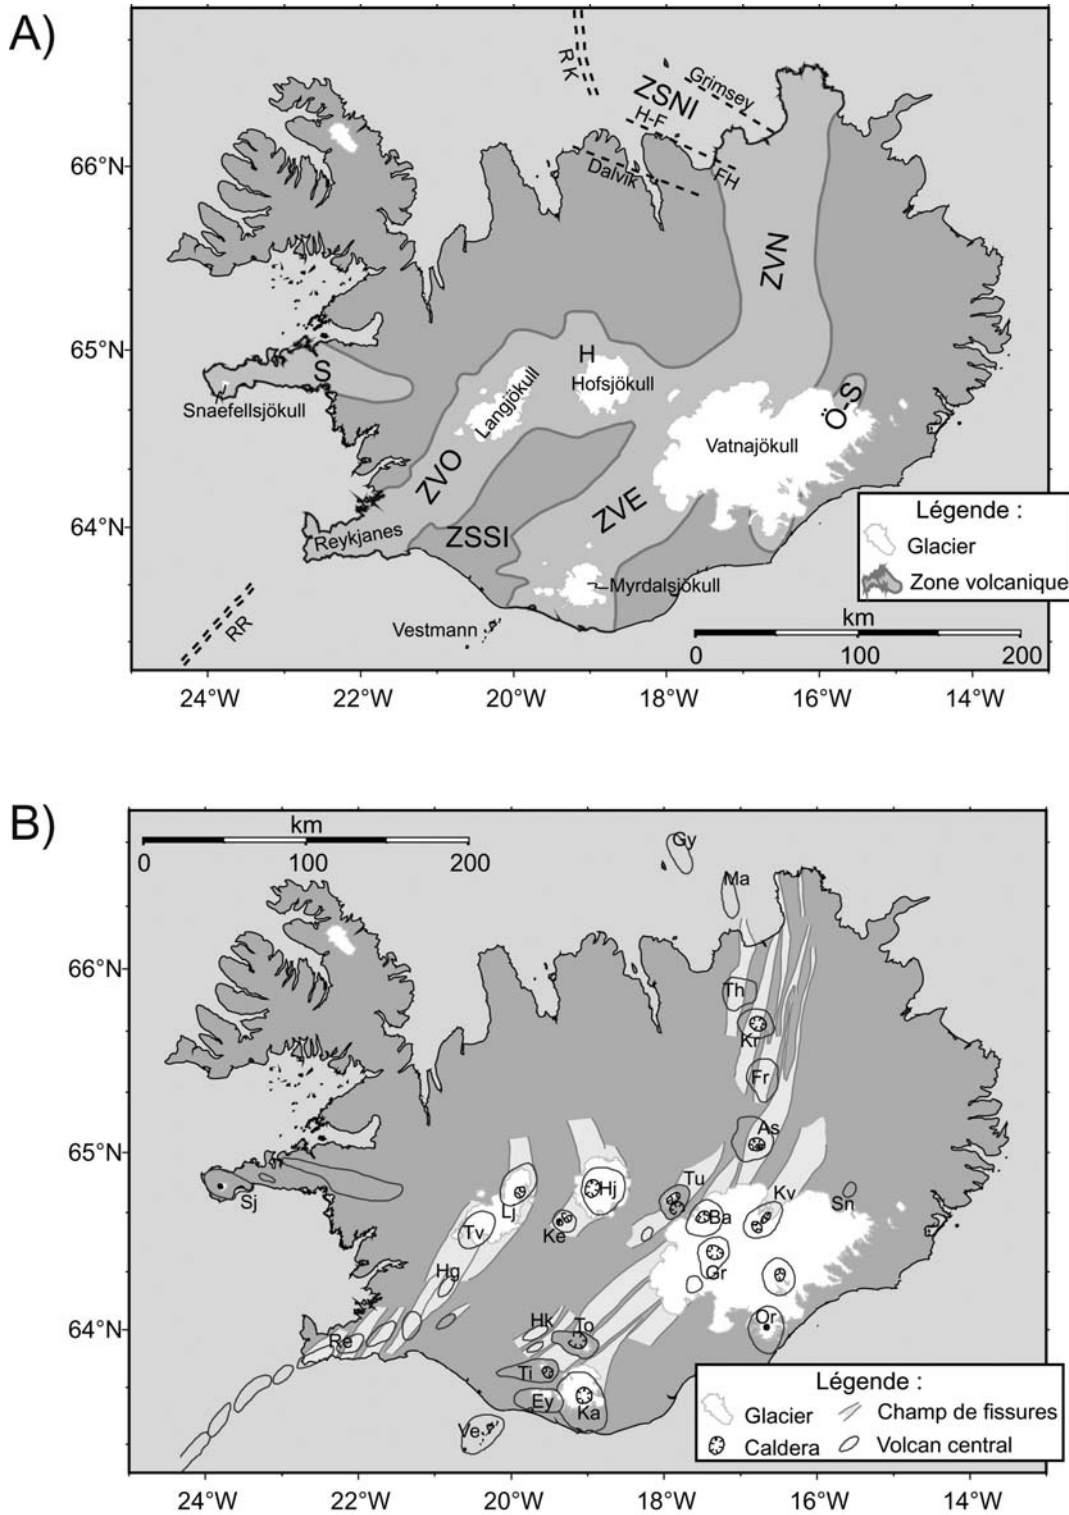 A)
R K
Grimsey
ZSNI
H-F
FH
Dalvik
66°N
ZVN
65°N
H
S
Hofsjökull
Snaefellsjökull
Langjökull
Ö-S
Vatnajökull
ZVO
ZVE
64°N
ZSSI
Reykjanes
Légende :
Glacier
Zone volcanique
Myrdalsjökull
Vestmann
RR
km
0 100 200
24°W 22°W 20°W 18°W 16°W 14°W
B)
km
0 100 200
Gy
Ma
66°N
Th
Kr
Fr
65°N
As
Sj
Tu
Kv
Sn
Hj
Lj
Ba
Tv
Ke
Gr
Hg
Or
64°N
Hk
To
Re
Ti
Ey
Ka
Ve
Légende :
Glacier
Champ de fissures
Caldera
Volcan central
24°W 22°W 20°W 18°W 16°W 14°W